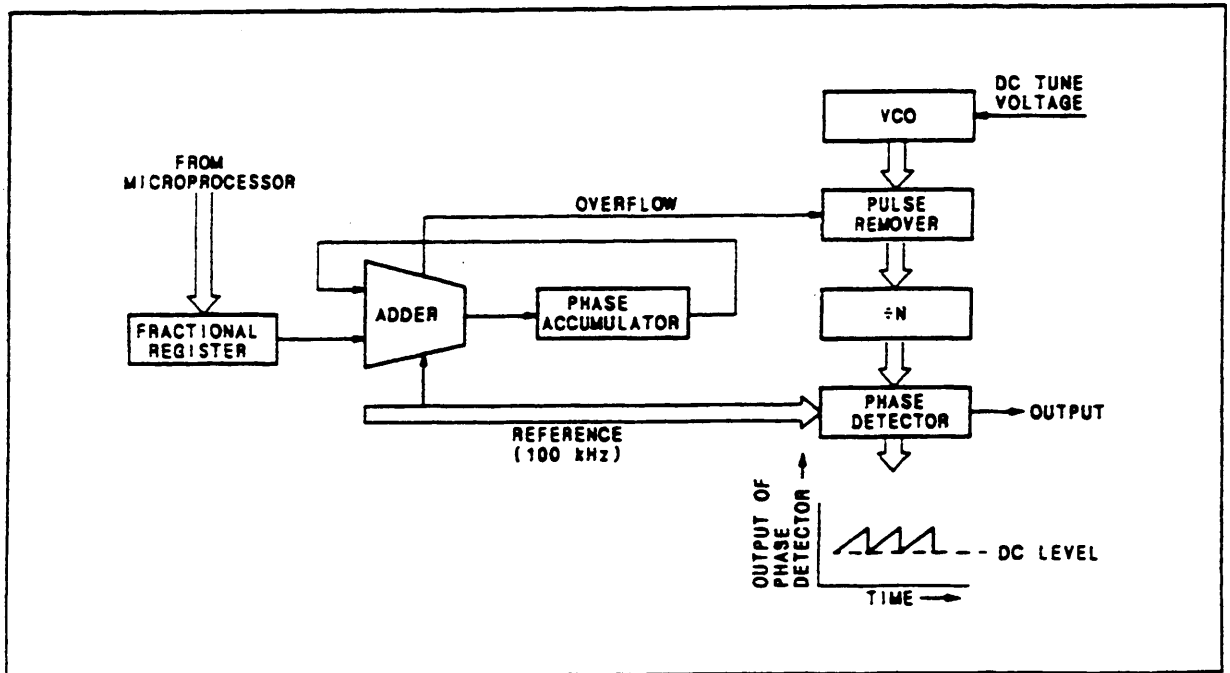 DC TUNE
VOLTAGE
VCO
FROM
MICROPROCESSOR
OVERFLOW
PULSE
REMOVER
ADDER
PHASE
ACCUMULATOR
÷N
FRACTIONAL
REGISTER
PHASE
DETECTOR
OUTPUT
REFERENCE
(100 kHz)
OUTPUT OF
PHASE
DETECTOR
DC LEVEL
TIME